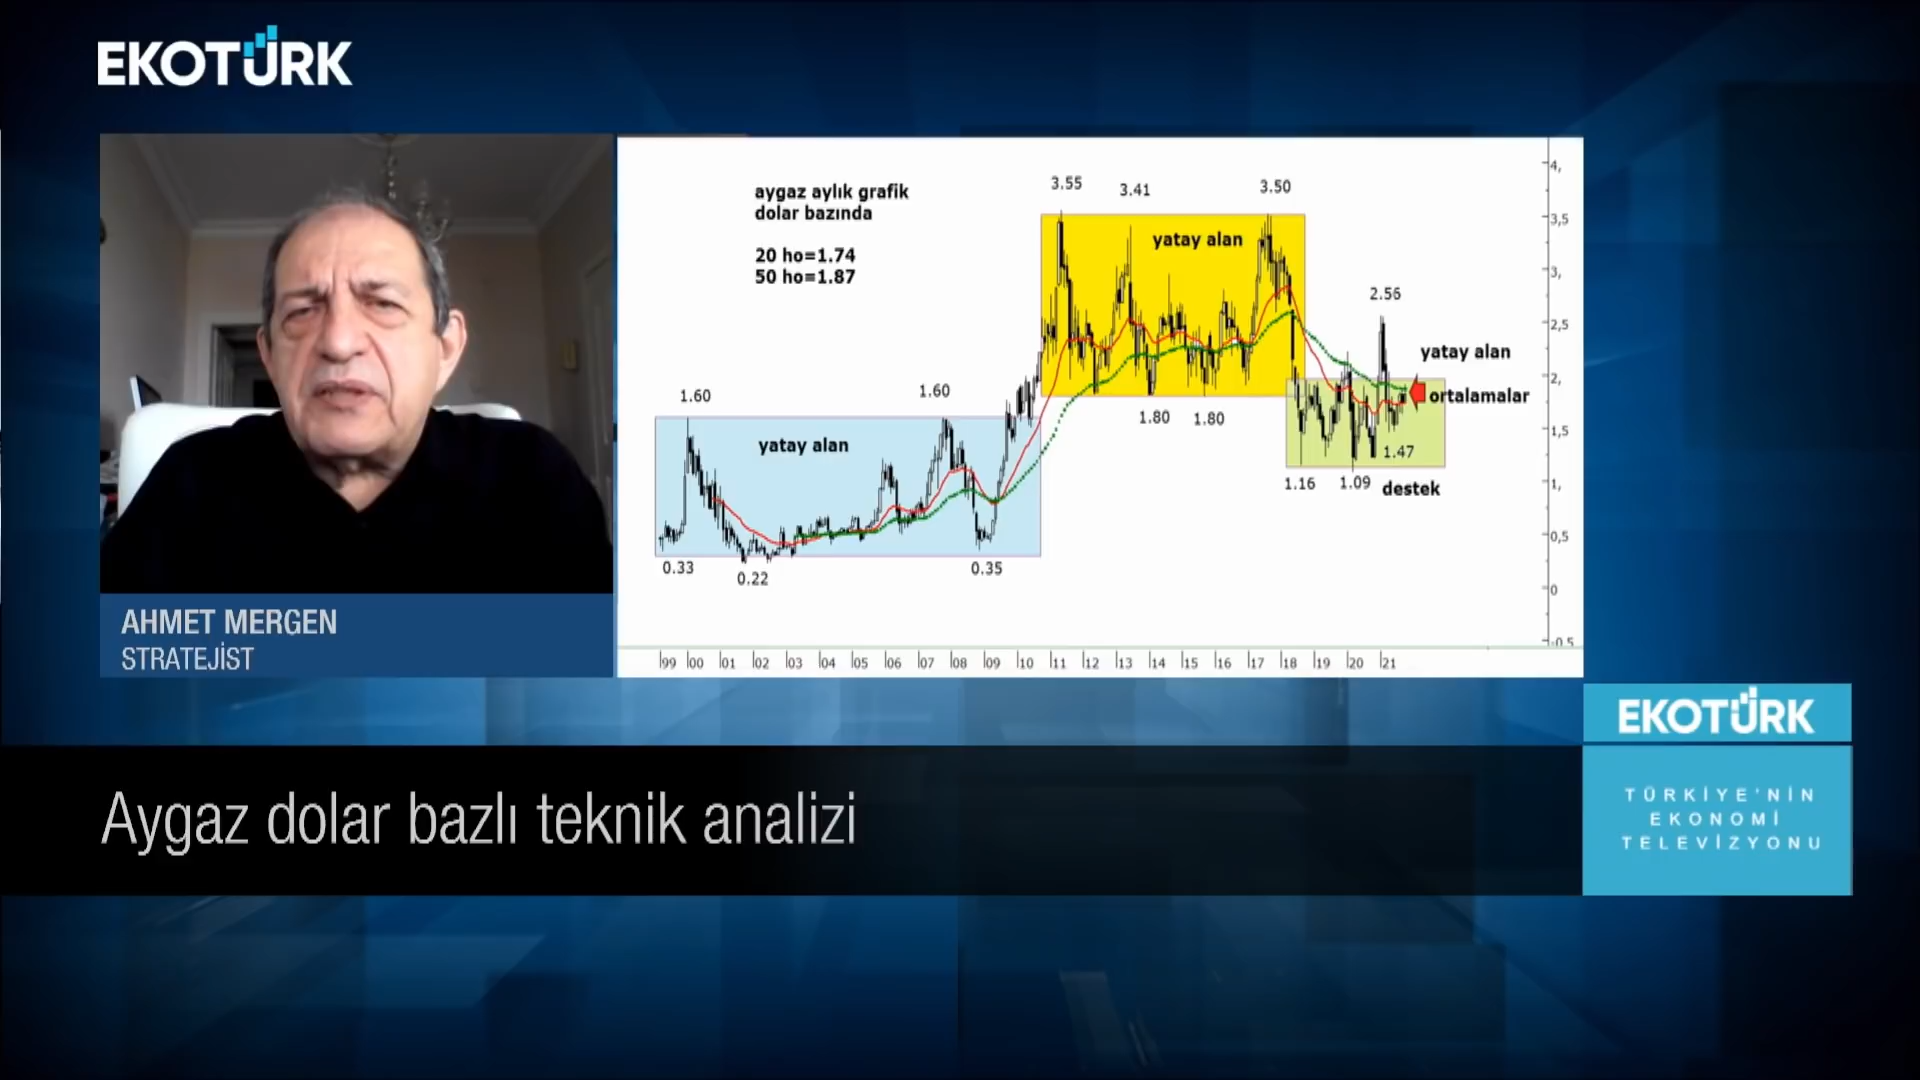 EKOTÜRK
AHMET MERGEN
STRATEJİST
aygaz aylık grafik
dolar bazında
20 ho=1.74
50 ho=1.87
3.55
3.41
3.50
yatay alan
2.56
yatay alan
ortalamalar
1.60
1.60
yatay alan
1.80
1.80
1.47
1.16
1.09
destek
0.33
0.22
0.35
4,
3,5
3,
2,5
2,
1,5
1,
0,5
0
-0,5
99 00 01 02 03 04 05 06 07 08 09 10 11 12 13 14 15 16 17 18 19 20 21
EKOTÜRK
TÜRKİYE'NİN
EKONOMİ
TELEVİZYONU
Aygaz dolar bazlı teknik analizi